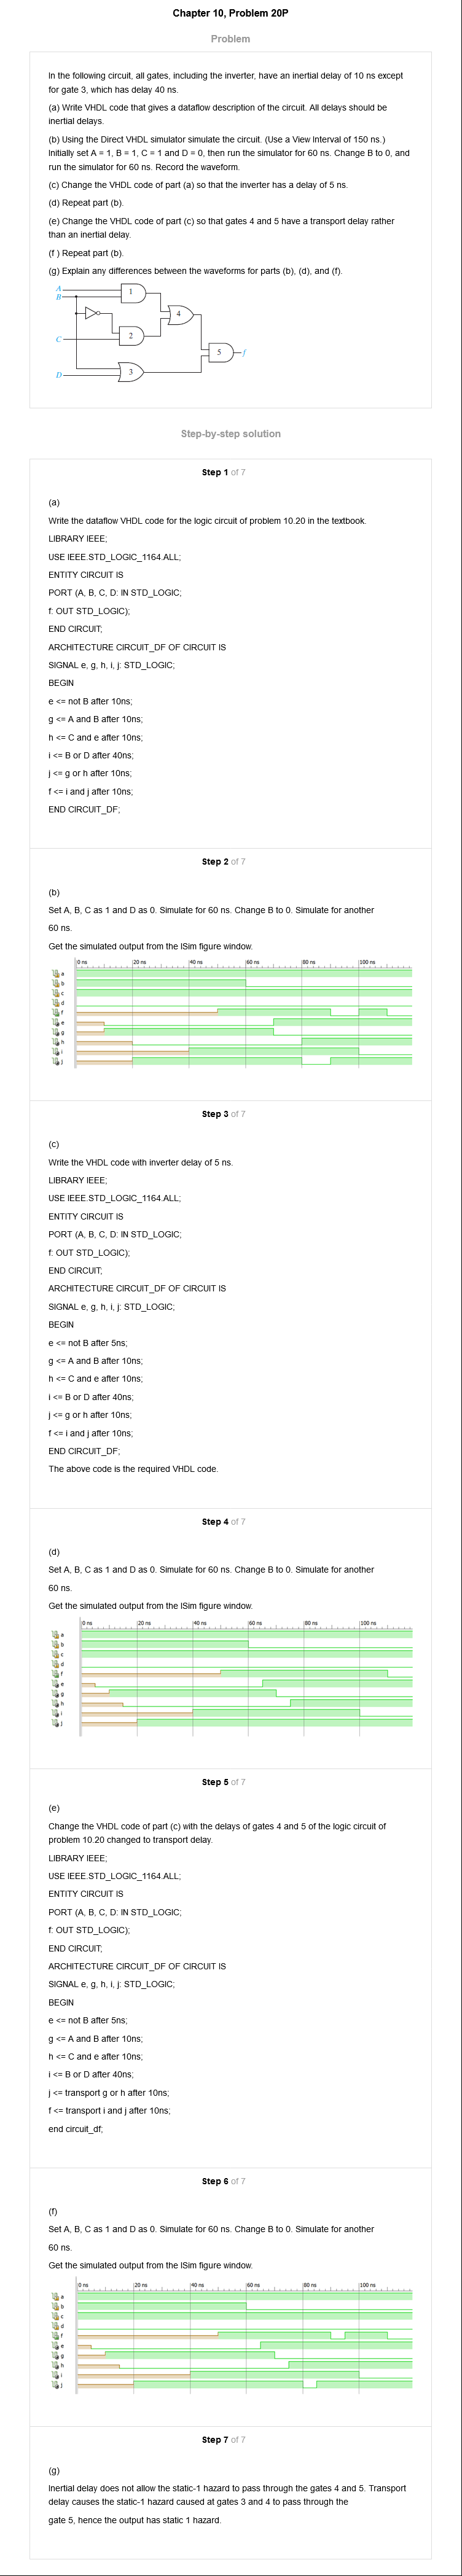 Chapter 10, Problem 20P
Problem
In the following circuit, all gates, including the inverter, have an inertial delay of 10 ns except
for gate 3, which has delay 40 ns.
(a) Write VHDL code that gives a dataflow description of the circuit. All delays should be
inertial delays.
(b) Using the Direct VHDL simulator simulate the circuit. (Use a View Interval of 150 ns.)
Initially set A = 1, B = 1, C = 1 and D = 0, then run the simulator for 60 ns. Change B to 0, and
run the simulator for 60 ns. Record the waveform.
(c) Change the VHDL code of part (a) so that the inverter has a delay of 5 ns.
(d) Repeat part (b).
(e) Change the VHDL code of part (c) so that gates 4 and 5 have a transport delay rather
than an inertial delay.
(f ) Repeat part (b).
(g) Explain any differences between the waveforms for parts (b), (d), and (f).
A
B
1
4
C
2
5
f
D
3
Step-by-step solution
Step 1 of 7
(a)
Write the dataflow VHDL code for the logic circuit of problem 10.20 in the textbook.
LIBRARY IEEE;
USE IEEE.STD_LOGIC_1164.ALL;
ENTITY CIRCUIT IS
PORT (A, B, C, D: IN STD_LOGIC;
f: OUT STD_LOGIC);
END CIRCUIT;
ARCHITECTURE CIRCUIT_DF OF CIRCUIT IS
SIGNAL e, g, h, i, j: STD_LOGIC;
BEGIN
e <= not B after 10ns;
g <= A and B after 10ns;
h <= C and e after 10ns;
i <= B or D after 40ns;
j <= g or h after 10ns;
f <= i and j after 10ns;
END CIRCUIT_DF;
Step 2 of 7
(b)
Set A, B, C as 1 and D as 0. Simulate for 60 ns. Change B to 0. Simulate for another
60 ns.
Get the simulated output from the ISim figure window.
0 ns 20 ns 40 ns 60 ns 80 ns 100 ns
a
b
c
d
f
e
g
h
i
j
Step 3 of 7
(c)
Write the VHDL code with inverter delay of 5 ns.
LIBRARY IEEE;
USE IEEE.STD_LOGIC_1164.ALL;
ENTITY CIRCUIT IS
PORT (A, B, C, D: IN STD_LOGIC;
f: OUT STD_LOGIC);
END CIRCUIT;
ARCHITECTURE CIRCUIT_DF OF CIRCUIT IS
SIGNAL e, g, h, i, j: STD_LOGIC;
BEGIN
e <= not B after 5ns;
g <= A and B after 10ns;
h <= C and e after 10ns;
i <= B or D after 40ns;
j <= g or h after 10ns;
f <= i and j after 10ns;
END CIRCUIT_DF;
The above code is the required VHDL code.
Step 4 of 7
(d)
Set A, B, C as 1 and D as 0. Simulate for 60 ns. Change B to 0. Simulate for another
60 ns.
Get the simulated output from the ISim figure window.
0 ns 20 ns 40 ns 60 ns 80 ns 100 ns
a
b
c
d
f
e
g
h
i
j
Step 5 of 7
(e)
Change the VHDL code of part (c) with the delays of gates 4 and 5 of the logic circuit of
problem 10.20 changed to transport delay.
LIBRARY IEEE;
USE IEEE.STD_LOGIC_1164.ALL;
ENTITY CIRCUIT IS
PORT (A, B, C, D: IN STD_LOGIC;
f: OUT STD_LOGIC);
END CIRCUIT;
ARCHITECTURE CIRCUIT_DF OF CIRCUIT IS
SIGNAL e, g, h, i, j: STD_LOGIC;
BEGIN
e <= not B after 5ns;
g <= A and B after 10ns;
h <= C and e after 10ns;
i <= B or D after 40ns;
j <= transport g or h after 10ns;
f <= transport i and j after 10ns;
end circuit_df;
Step 6 of 7
(f)
Set A, B, C as 1 and D as 0. Simulate for 60 ns. Change B to 0. Simulate for another
60 ns.
Get the simulated output from the ISim figure window.
0 ns 20 ns 40 ns 60 ns 80 ns 100 ns
a
b
c
d
f
e
g
h
i
j
Step 7 of 7
(g)
Inertial delay does not allow the static-1 hazard to pass through the gates 4 and 5. Transport
delay causes the static-1 hazard caused at gates 3 and 4 to pass through the
gate 5, hence the output has static 1 hazard.